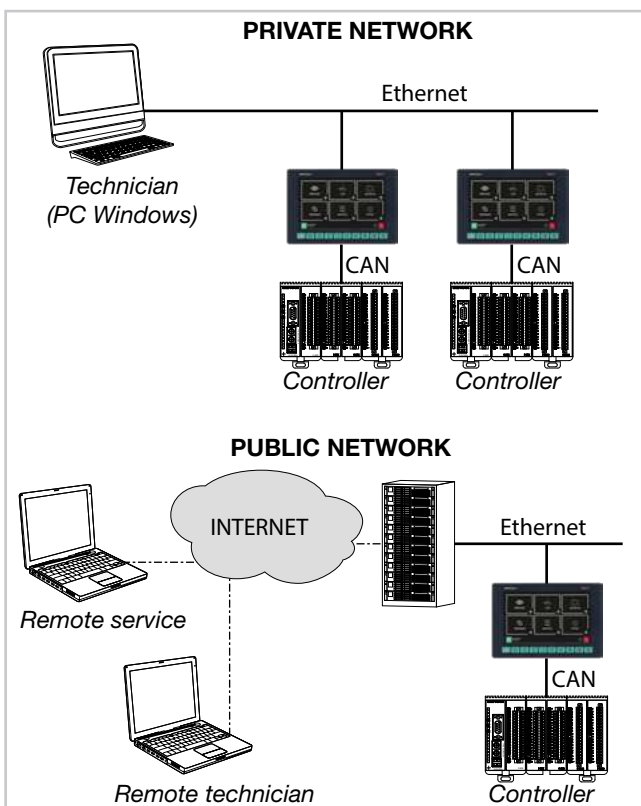 PRIVATE NETWORK
Ethernet
Technician
(PC Windows)
CAN
CAN
Controller
Controller
PUBLIC NETWORK
INTERNET
Ethernet
Remote service
CAN
Remote technician
Controller